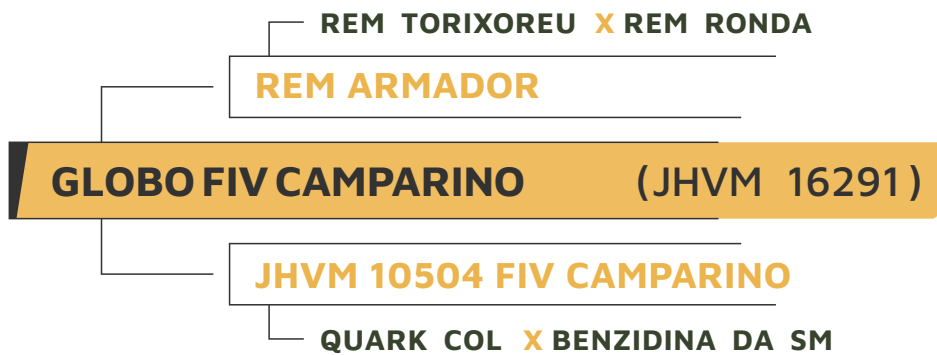 REM TORIXOREU X REM RONDA
REM ARMADOR
GLOBO FIV CAMPARINO (JHVM 16291)
JHVM 10504 FIV CAMPARINO
QUARK COL X BENZIDINA DA SM